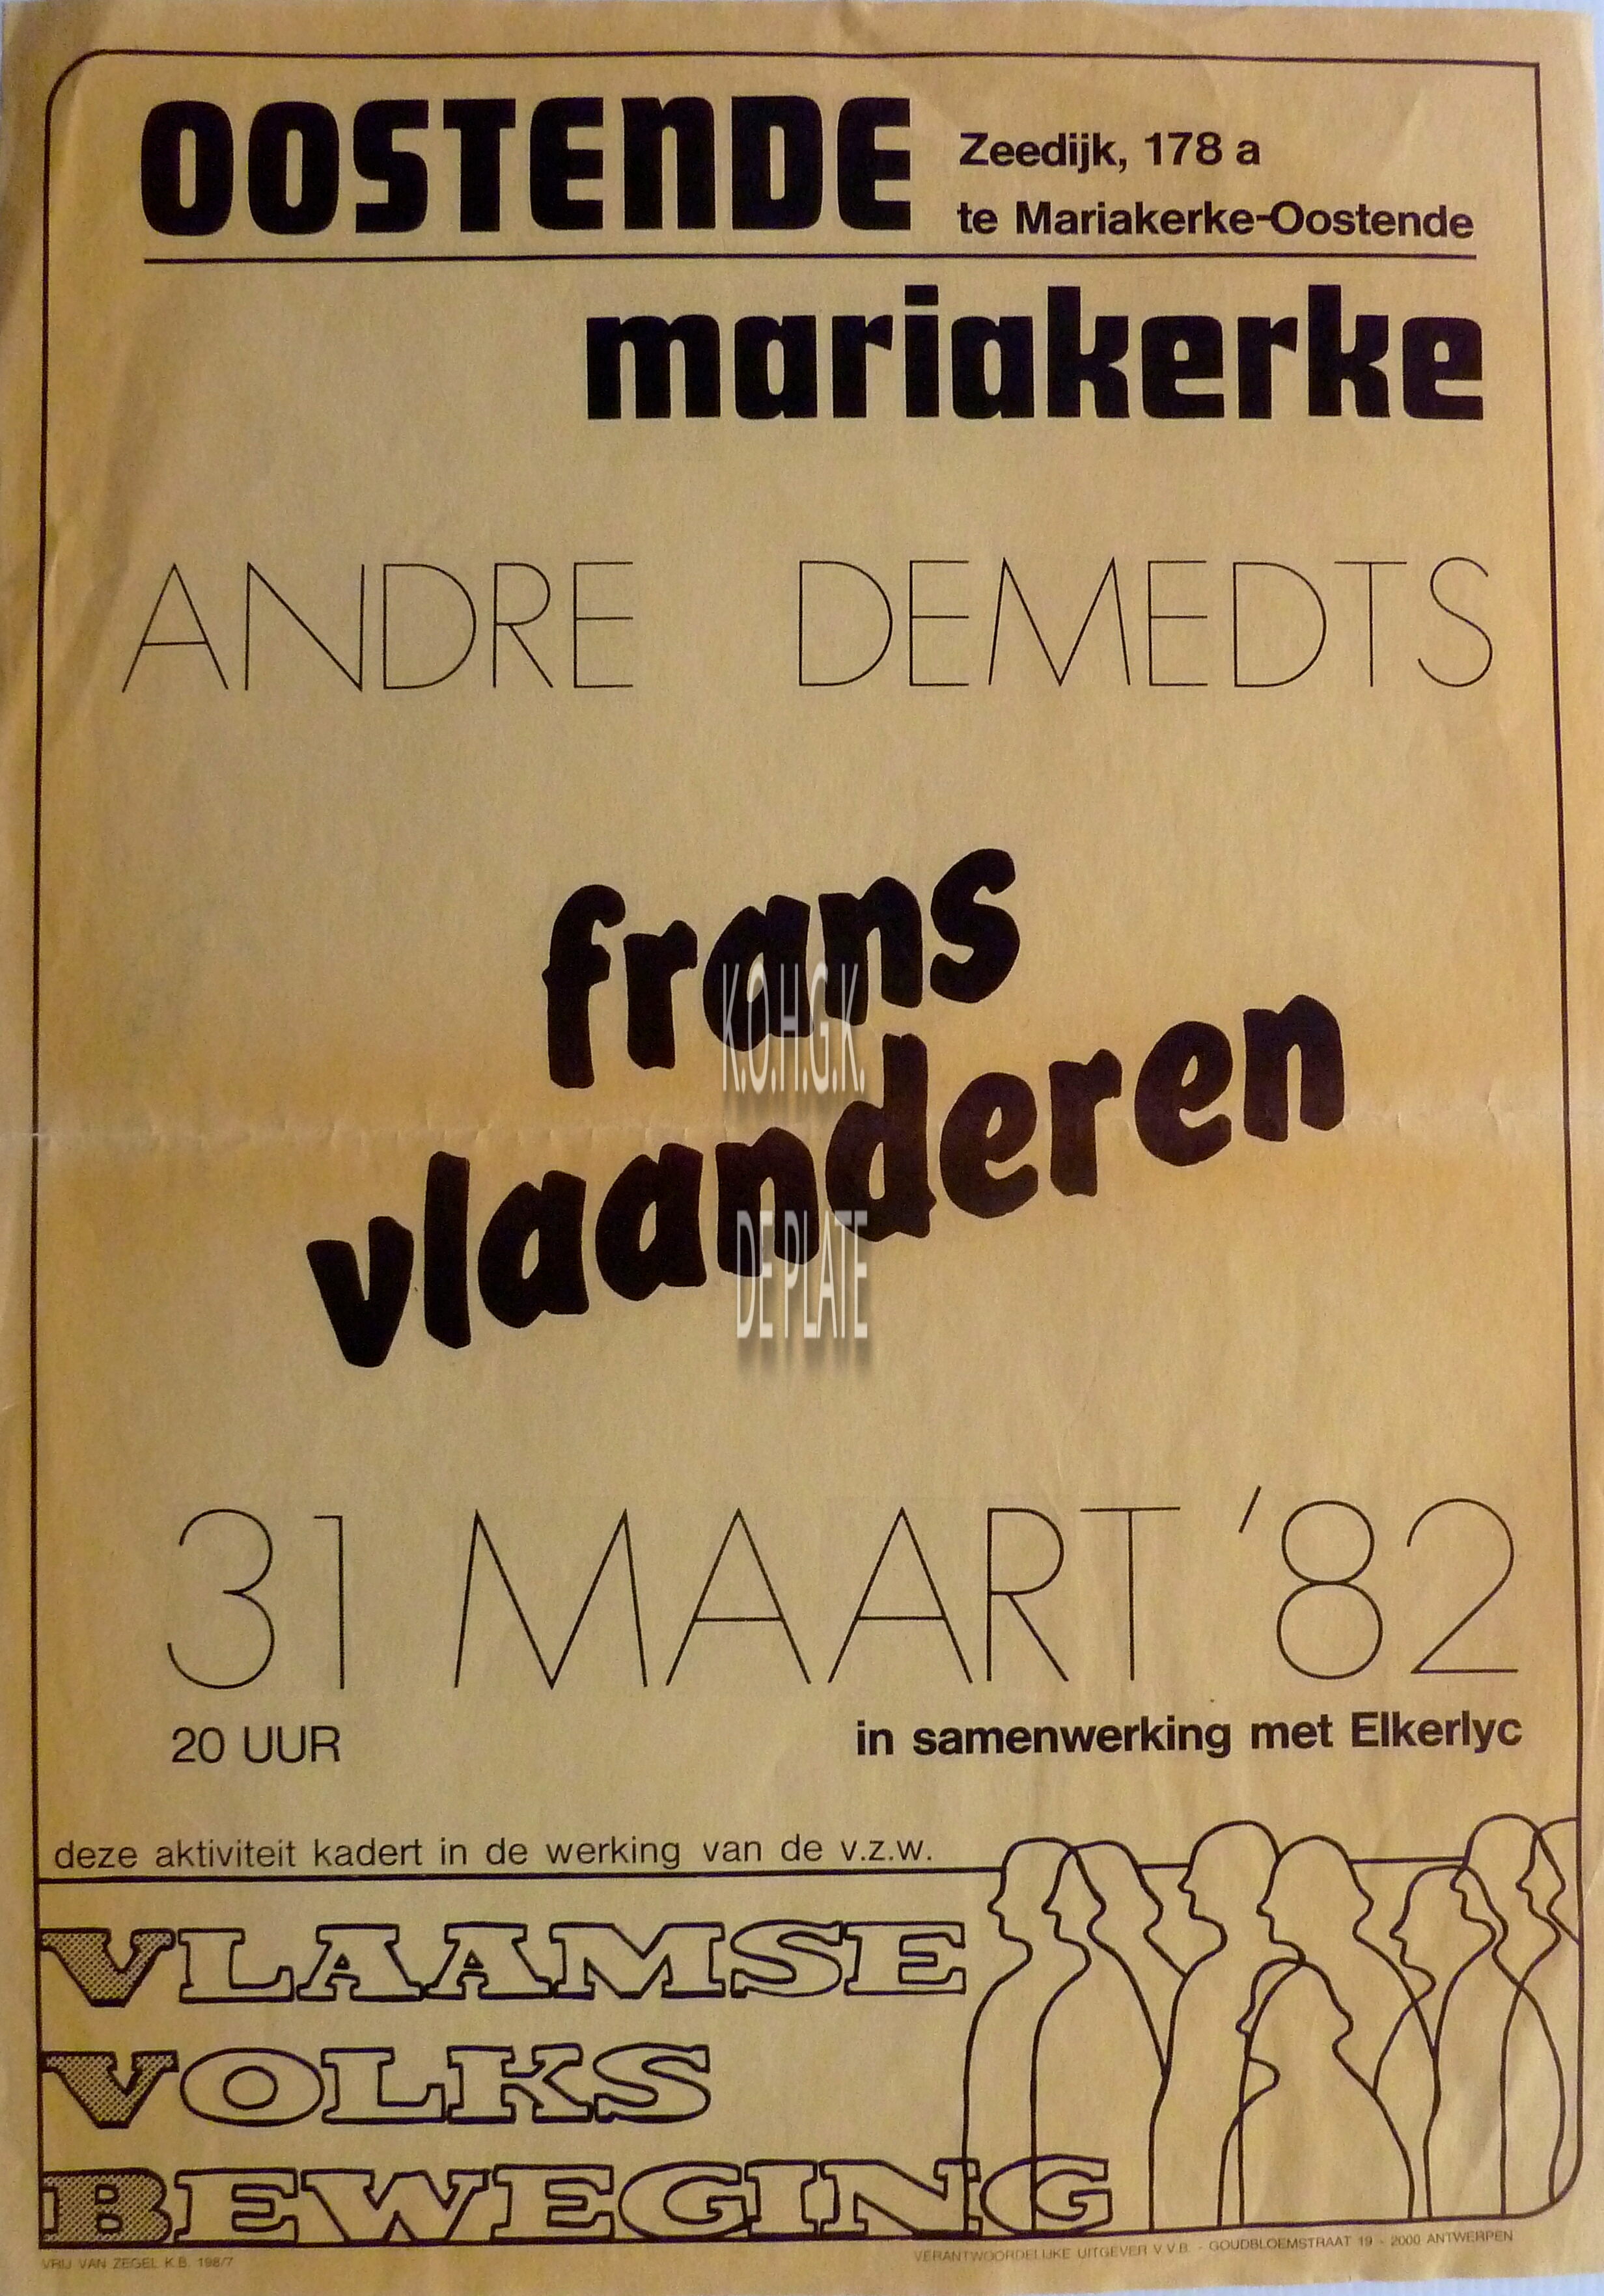 OOSTENDE
Zeedijk, 178 a
te Mariakerke-Oostende
mariakerke
ANDRE DEMEDTS
frans
vlaanderen
K.O.H.G.K.
DE PLATE
31 MAART '82
20 UUR
in samenwerking met Elkerlyc
deze aktiviteit kadert in de werking van de v.z.w.
VLAAMSE
VOLKS
BEWEGING
VRIJ VAN ZEGEL K.B. 198/7
VERANTWOORDELIJKE UITGEVER V.V.B. - GOUDBLOEMSTRAAT 19 - 2000 ANTWERPEN